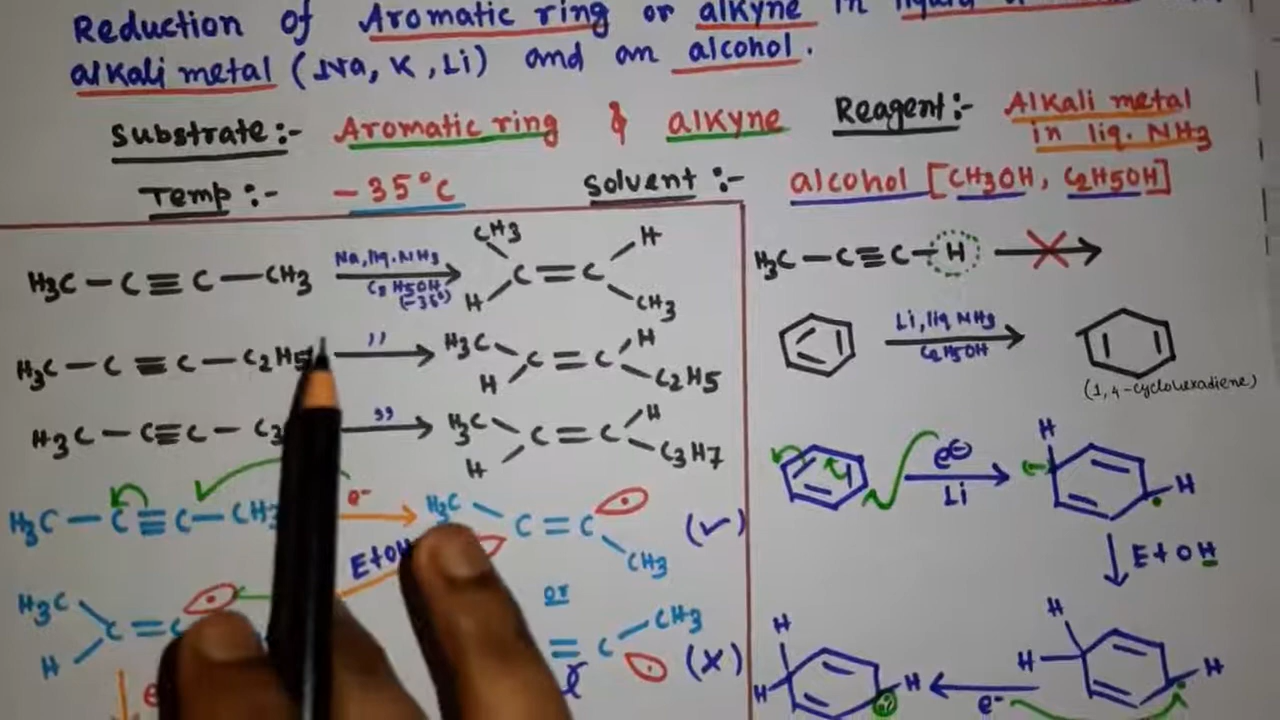 Reduction of Aromatic ring or alkyne in
alkali metal (Na, K, Li) and an alcohol.
Substrate:- Aromatic ring & alkyne
Reagent:- Alkali metal
in liq. NH3
Temp:- -35°C
Solvent:- alcohol [CH3OH, C2H5OH]
H3C-C≡C-CH3 Na, liq. NH3 C2H5OH (-35°) CH3 H C=C H CH3
H3C-C≡C-C2H5 ,, H3C H C=C H C2H5
H3C-C≡C-C3 ,, H3C H C=C H C3H7
H3C-C≡C-CH3 e- H3C C=C CH3 (✓)
EtOH
or
H3C H C=C
=C CH3 (×)
H3C-C≡C-H
Li, liq NH3
C2H5OH
(1,4-cyclohexadiene)
e⊖
Li
H
H
EtOH
H
H
H
e-
H
H
H